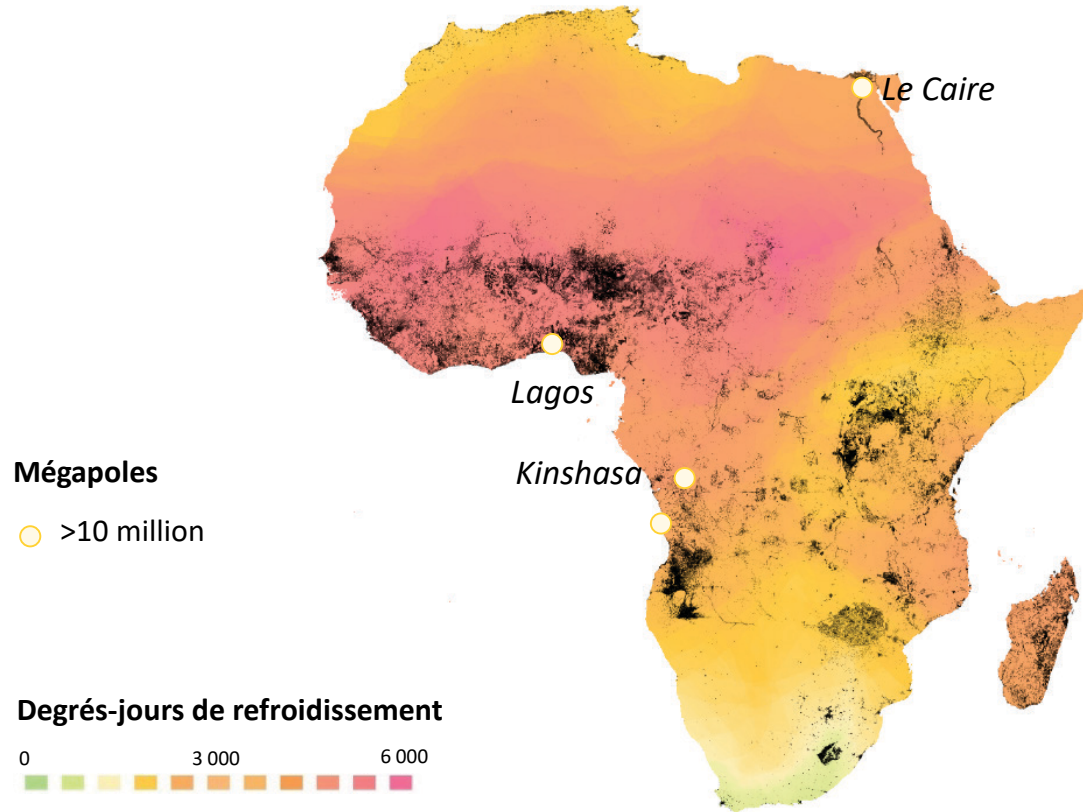 Le Caire
Lagos
Kinshasa
Mégapoles
>10 million
Degrés-jours de refroidissement
0 3 000 6 000